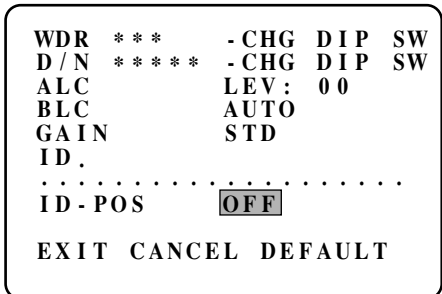 WDR *** -CHG DIP SW
D/N ***** -CHG DIP SW
ALC LEV: 00
BLC AUTO
GAIN STD
ID.
....................
ID-POS OFF
EXIT CANCEL DEFAULT